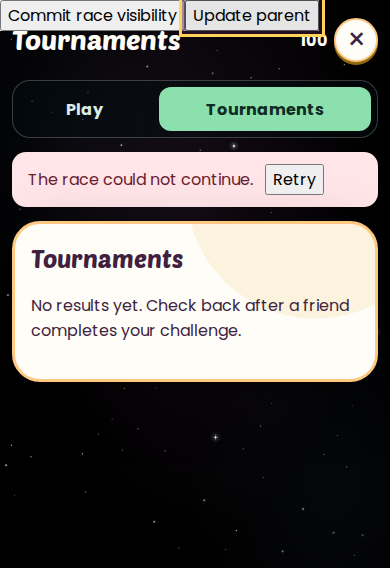 Commit race visibility Update parent
Tournaments 100 ×
Play Tournaments
The race could not continue. Retry
Tournaments
No results yet. Check back after a friend
completes your challenge.